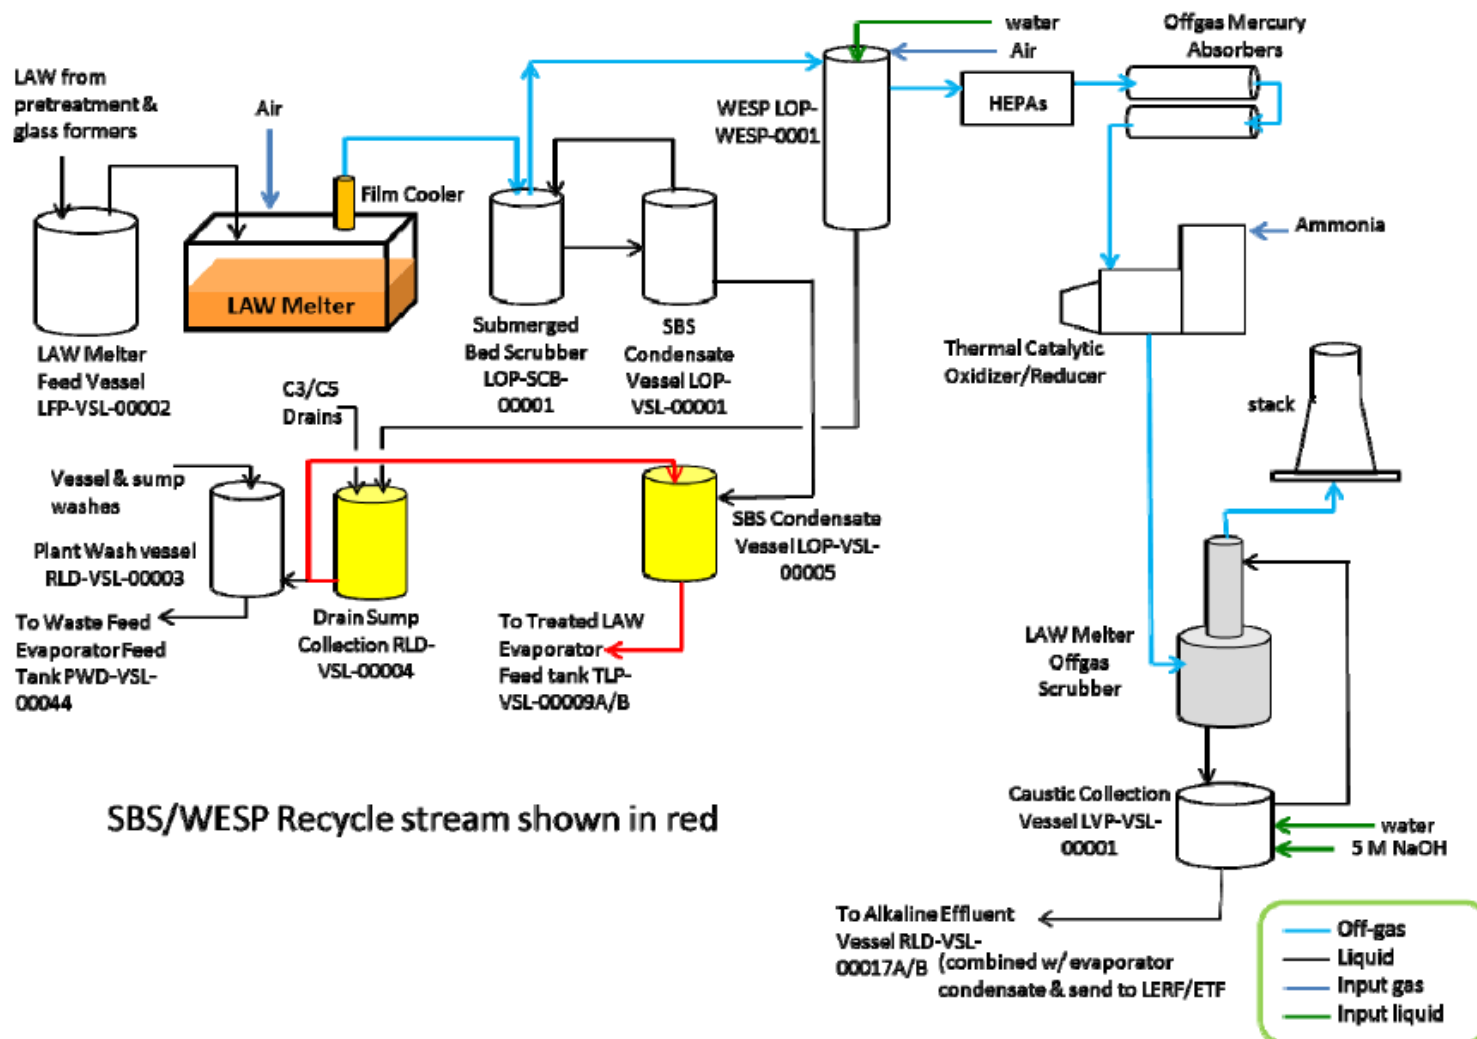 water
Air
Offgas Mercury
Absorbers
LAW from
pretreatment &
glass formers
Air
WESP LOP-
WESP-0001
HEPAs
Film Cooler
Ammonia
LAW Melter
LAW Melter
Feed Vessel
LFP-VSL-00002
Submerged
Bed Scrubber
LOP-SCB-
00001
SBS
Condensate
Vessel LOP-
VSL-00001
Thermal Catalytic
Oxidizer/Reducer
C3/C5
Drains
stack
Vessel & sump
washes
Plant Wash vessel
RLD-VSL-00003
SBS Condensate
Vessel LOP-VSL-
00005
To Waste Feed
Evaporator Feed
Tank PWD-VSL-
00044
Drain Sump
Collection RLD-
VSL-00004
To Treated LAW
Evaporator
Feed tank TLP-
VSL-00009A/B
LAW Melter
Offgas
Scrubber
SBS/WESP Recycle stream shown in red
Caustic Collection
Vessel LVP-VSL-
00001
water
5 M NaOH
To Alkaline Effluent
Vessel RLD-VSL-
00017A/B (combined w/ evaporator
condensate & send to LERF/ETF
Off-gas
Liquid
Input gas
Input liquid